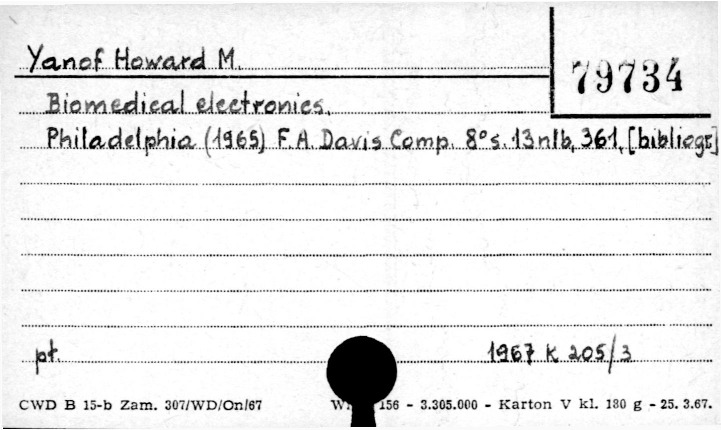 Yanof Howard M.
79734
Biomedical electronics.
Philadelphia (1965) F.A. Davis Comp. 8° s. 13nlb, 361, [bibliogr]
pł. 1967 K 205/3
CWD B 15-b Zam. 307/WD/On/67 156 - 3.305.000 - Karton V kl. 180 g - 25. 3.67.